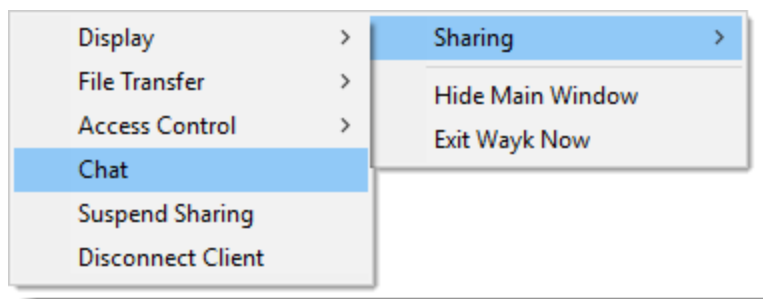 Display
File Transfer
Access Control
Chat
Suspend Sharing
Disconnect Client
Sharing
Hide Main Window
Exit Wayk Now